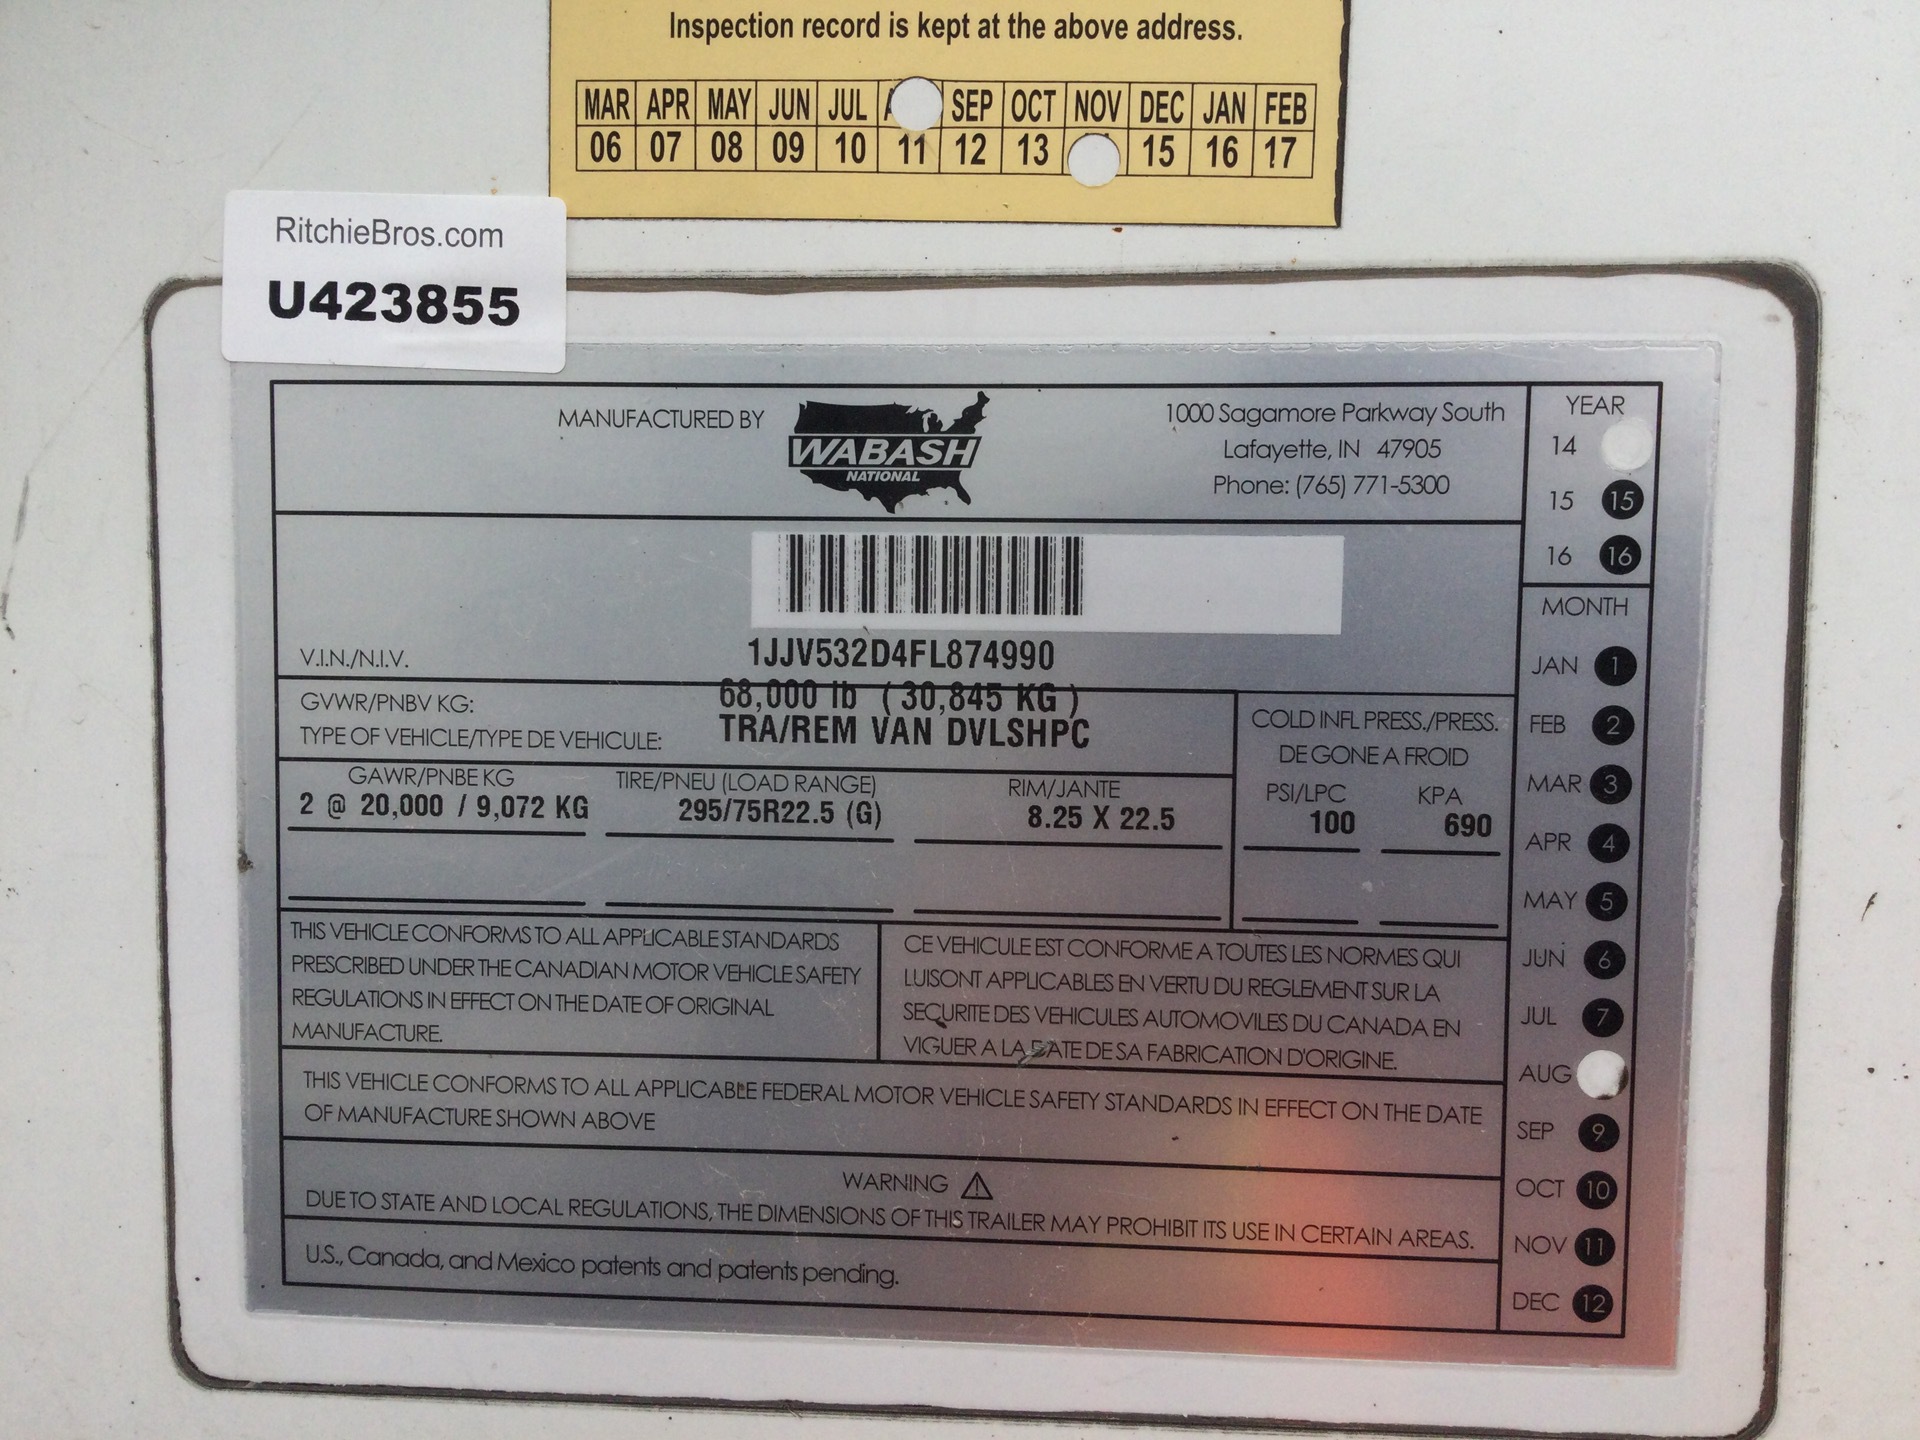 Inspection record is kept at the above address.
MAR APR MAY JUN JUL A SEP OCT NOV DEC JAN FEB
06 07 08 09 10 11 12 13 15 16 17
RitchieBros.com
U423855
MANUFACTURED BY
WABASH
NATIONAL
1000 Sagamore Parkway South
Lafayette, IN 47905
Phone: (765) 771-5300
V.I.N./N.I.V. 1JJV532D4FL874990
GVWR/PNBV KG: 68,000 lb ( 30,845 KG )
TYPE OF VEHICLE/TYPE DE VEHICULE: TRA/REM VAN DVLSHPC
GAWR/PNBE KG TIRE/PNEU (LOAD RANGE) RIM/JANTE
2 @ 20,000 / 9,072 KG 295/75R22.5 (G) 8.25 X 22.5
COLD INFL PRESS./PRESS.
DE GONE A FROID
PSI/LPC KPA
100 690
THIS VEHICLE CONFORMS TO ALL APPLICABLE STANDARDS
PRESCRIBED UNDER THE CANADIAN MOTOR VEHICLE SAFETY
REGULATIONS IN EFFECT ON THE DATE OF ORIGINAL
MANUFACTURE.
CE VEHICULE EST CONFORME A TOUTES LES NORMES QUI
LUISONT APPLICABLES EN VERTU DU REGLEMENT SUR LA
SECURITE DES VEHICULES AUTOMOVILES DU CANADA EN
VIGUER A LA DATE DE SA FABRICATION D'ORIGINE.
THIS VEHICLE CONFORMS TO ALL APPLICABLE FEDERAL MOTOR VEHICLE SAFETY STANDARDS IN EFFECT ON THE DATE
OF MANUFACTURE SHOWN ABOVE
WARNING
DUE TO STATE AND LOCAL REGULATIONS, THE DIMENSIONS OF THIS TRAILER MAY PROHIBIT ITS USE IN CERTAIN AREAS.
U.S., Canada, and Mexico patents and patents pending.
YEAR
14
15 15
16 16
MONTH
JAN 1
FEB 2
MAR 3
APR 4
MAY 5
JUN 6
JUL 7
AUG
SEP 9
OCT 10
NOV 11
DEC 12